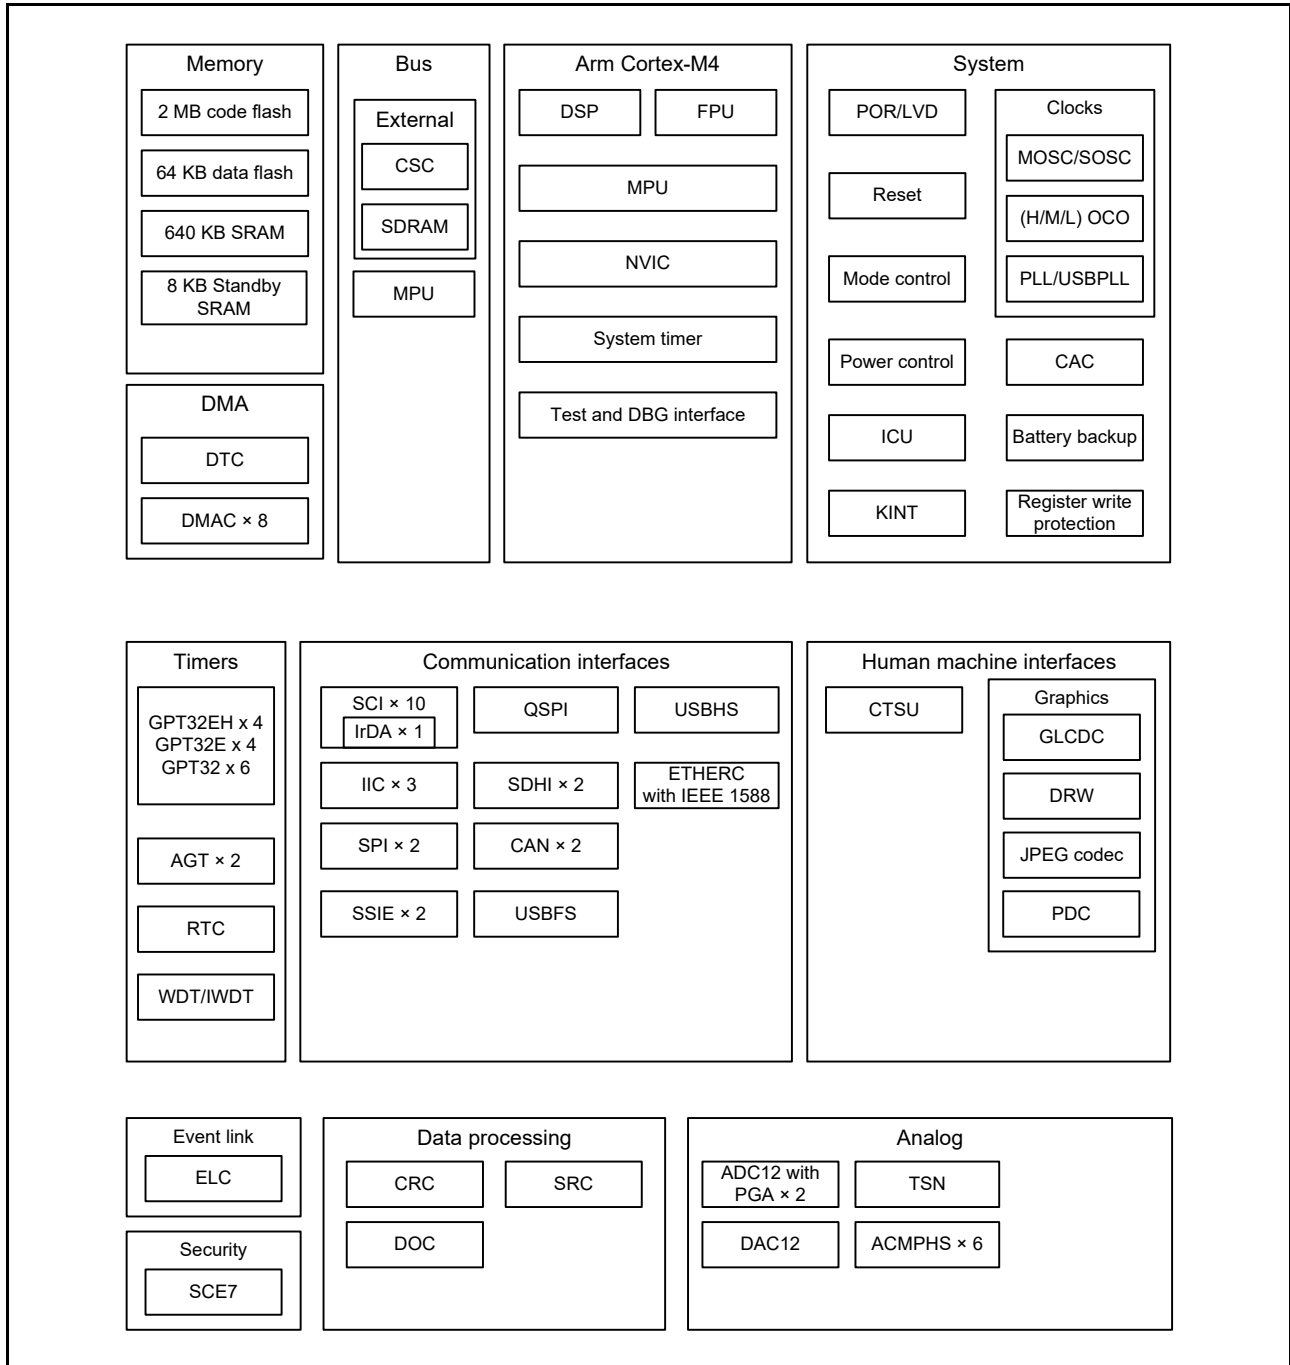 Memory
2 MB code flash
64 KB data flash
640 KB SRAM
8 KB Standby
SRAM
DMA
DTC
DMAC × 8
Bus
External
CSC
SDRAM
MPU
Arm Cortex-M4
DSP
FPU
MPU
NVIC
System timer
Test and DBG interface
System
POR/LVD
Reset
Mode control
Power control
ICU
KINT
Clocks
MOSC/SOSC
(H/M/L) OCO
PLL/USBPLL
CAC
Battery backup
Register write
protection
Timers
GPT32EH x 4
GPT32E x 4
GPT32 x 6
AGT × 2
RTC
WDT/IWDT
Communication interfaces
SCI × 10
IrDA × 1
IIC × 3
SPI × 2
SSIE × 2
QSPI
SDHI × 2
CAN × 2
USBFS
USBHS
ETHERC
with IEEE 1588
Human machine interfaces
CTSU
Graphics
GLCDC
DRW
JPEG codec
PDC
Event link
ELC
Security
SCE7
Data processing
CRC
SRC
DOC
Analog
ADC12 with
PGA × 2
TSN
DAC12
ACMPHS × 6